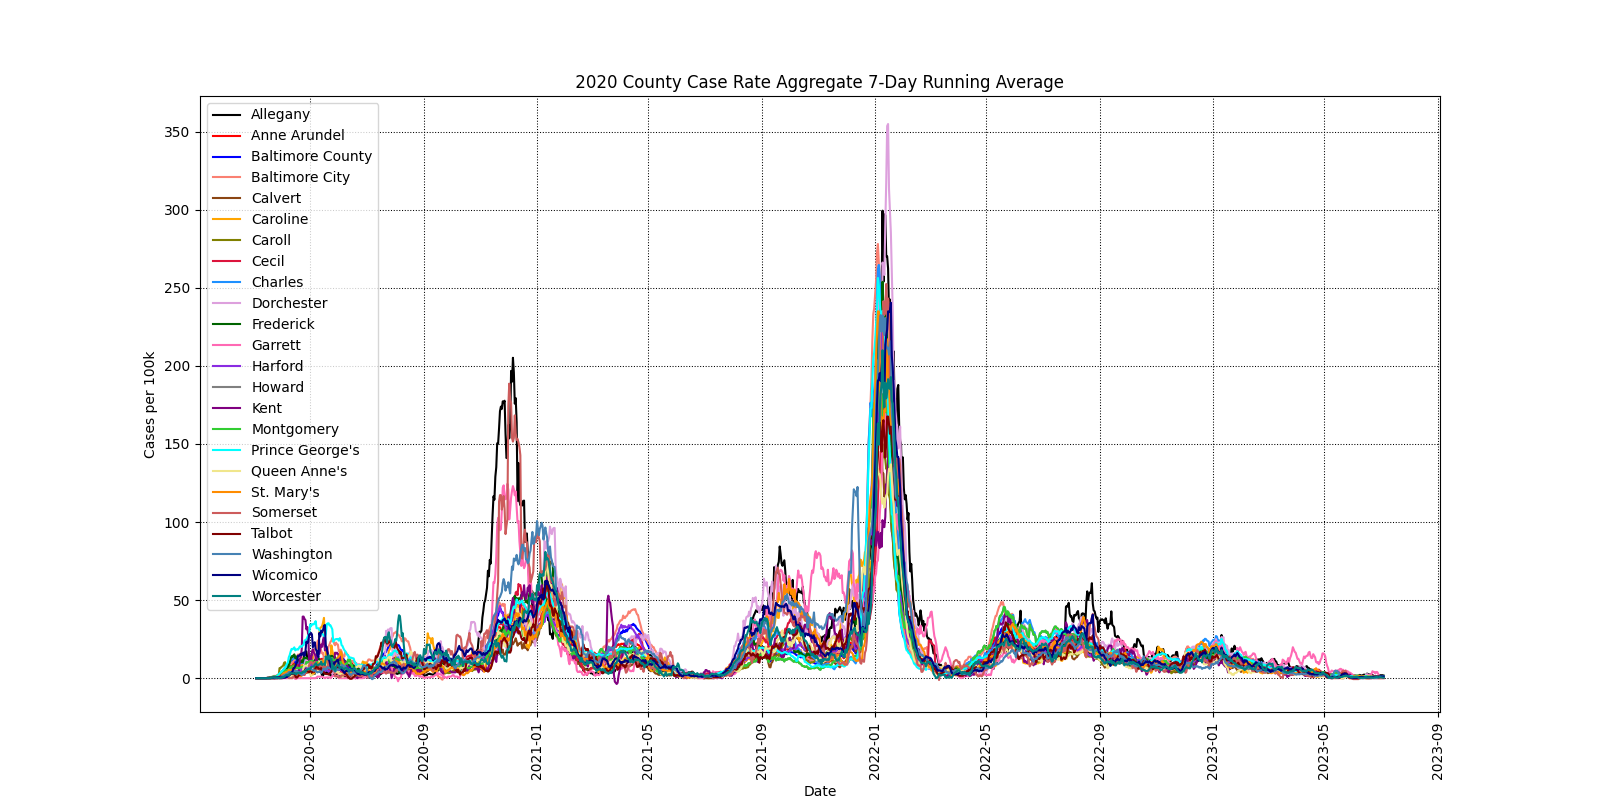 2020 County Case Rate Aggregate 7-Day Running Average
Cases per 100k
350
300
250
200
150
100
50
0
Allegany
Anne Arundel
Baltimore County
Baltimore City
Calvert
Caroline
Caroll
Cecil
Charles
Dorchester
Frederick
Garrett
Harford
Howard
Kent
Montgomery
Prince George's
Queen Anne's
St. Mary's
Somerset
Talbot
Washington
Wicomico
Worcester
2020-05
2020-09
2021-01
2021-05
2021-09
2022-01
2022-05
2022-09
2023-01
2023-05
2023-09
Date